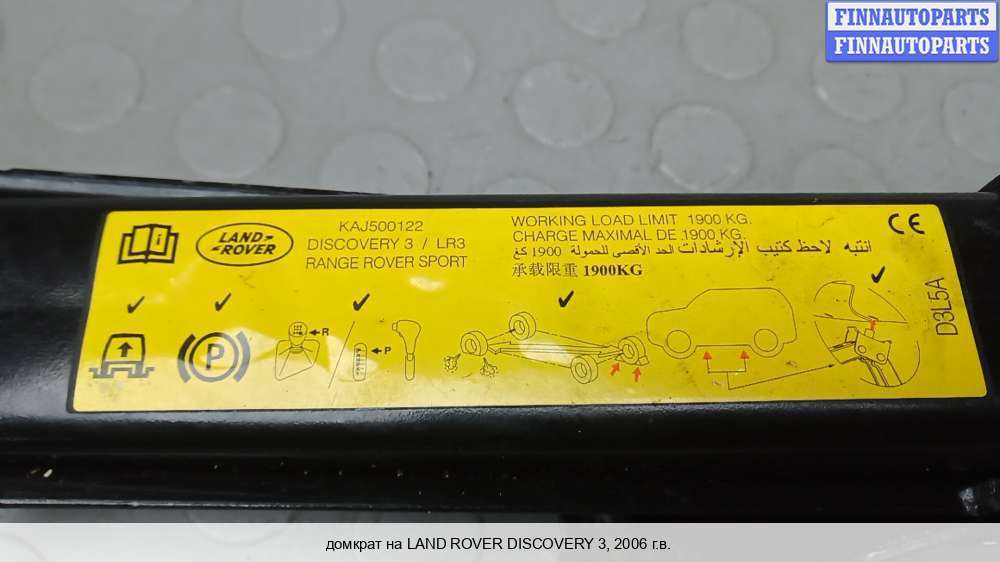 FINNAUTOPARTS
FINNAUTOPARTS
LAND
ROVER
KAJ500122
DISCOVERY 3 / LR3
RANGE ROVER SPORT
WORKING LOAD LIMIT 1900 KG.
CHARGE MAXIMAL DE 1900 KG.
انتبه لاحظ كتيب الإرشادات الحد الأقصى للحمولة 1900 كغ
承载限重 1900KG
CE
D3L5A
P
R
P
домкрат на LAND ROVER DISCOVERY 3, 2006 г.в.